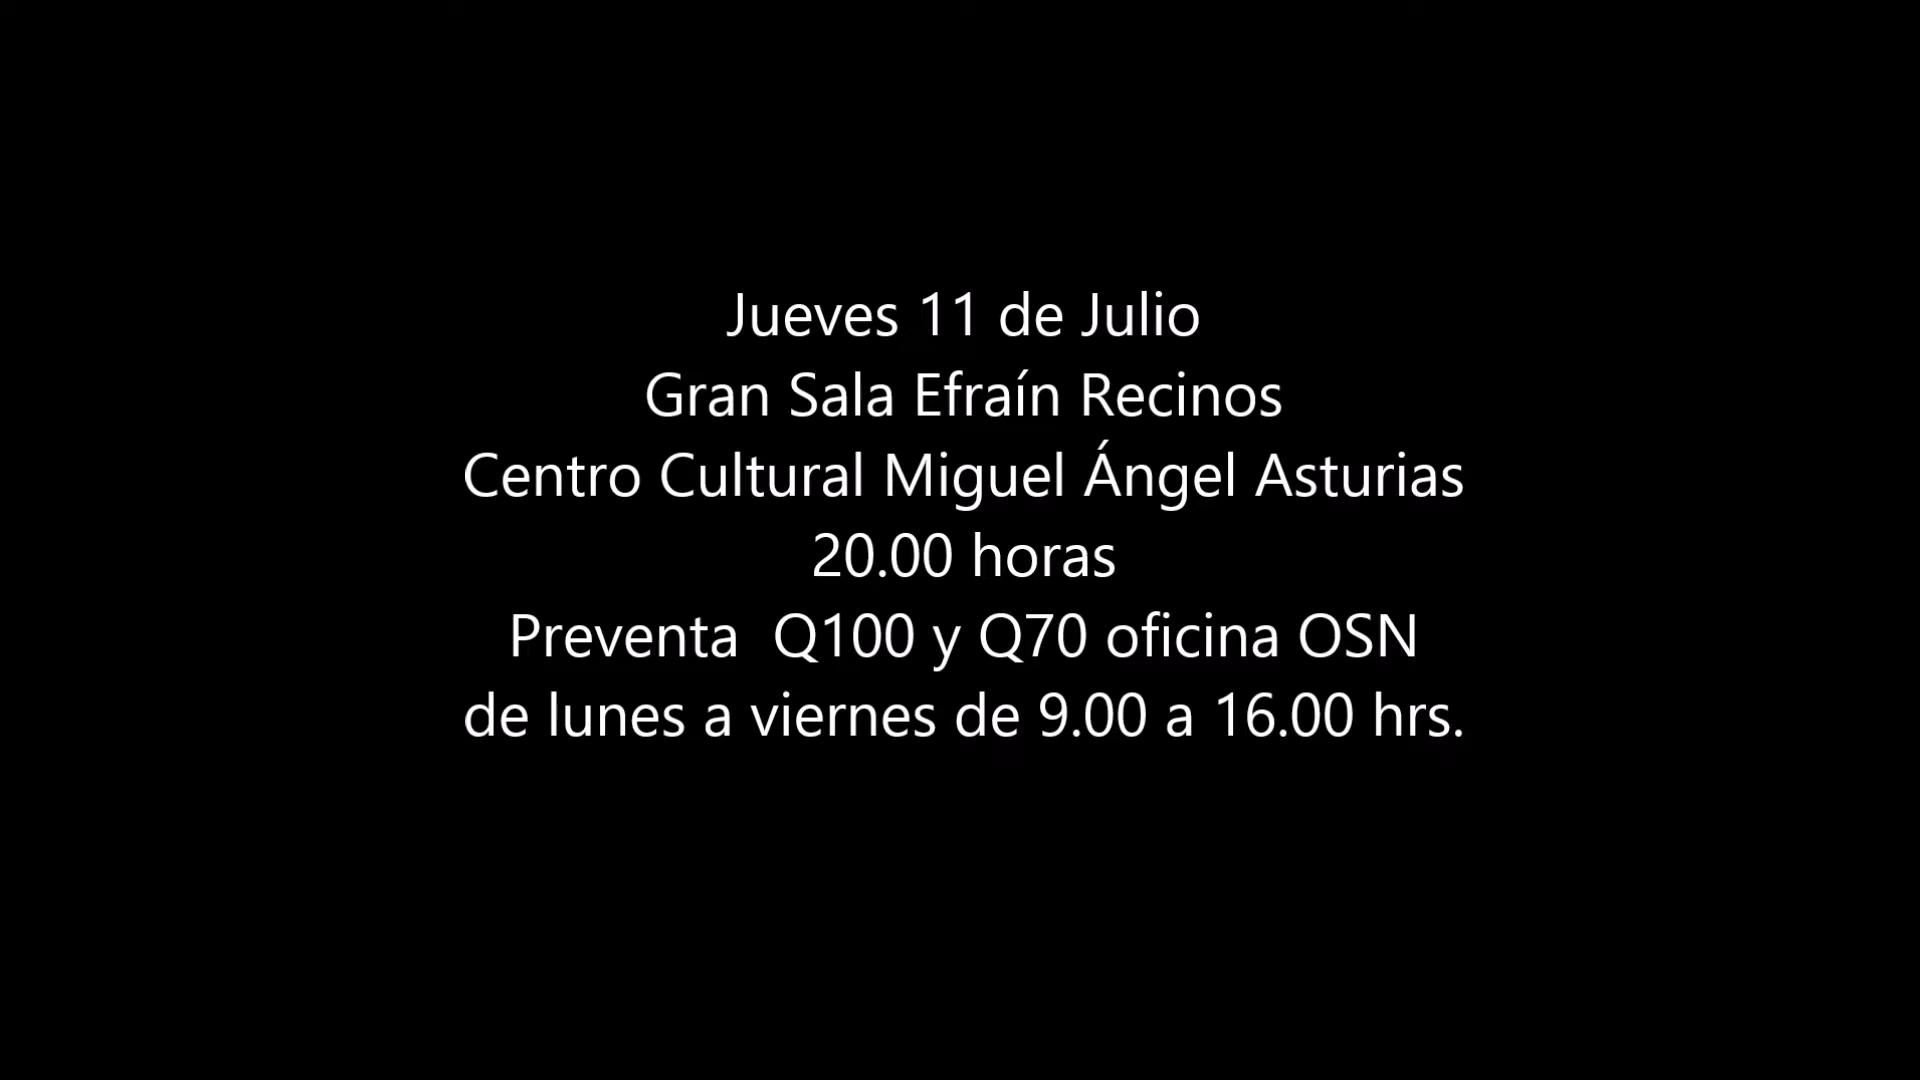 Jueves 11 de Julio
Gran Sala Efraín Recinos
Centro Cultural Miguel Ángel Asturias
20.00 horas
Preventa  Q100 y Q70 oficina OSN
de lunes a viernes de 9.00 a 16.00 hrs.